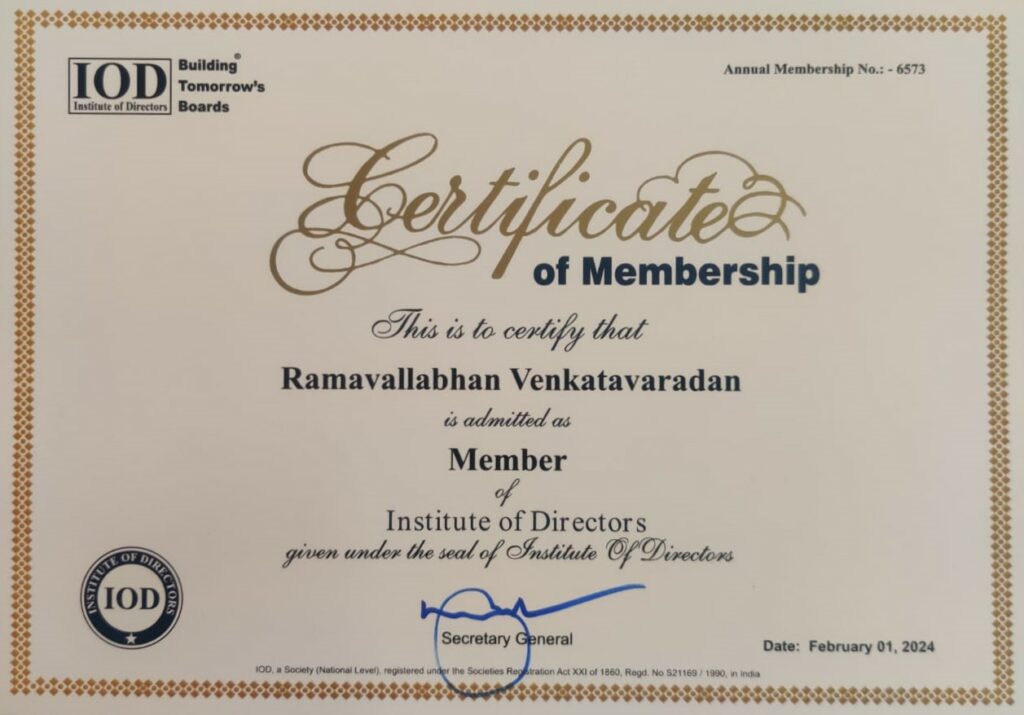 IOD
Institute of Directors
Building®
Tomorrow's
Boards
Annual Membership No.: - 6573
Certificate
of Membership
This is to certify that
Ramavallabhan Venkatavaradan
is admitted as
Member
of
Institute of Directors
given under the seal of Institute Of Directors
INSTITUTE OF DIRECTORS
IOD
Secretary General
Date: February 01, 2024
IOD, a Society (National Level), registered under the Societies Registration Act XXI of 1860, Regd. No S21169 / 1990, in India